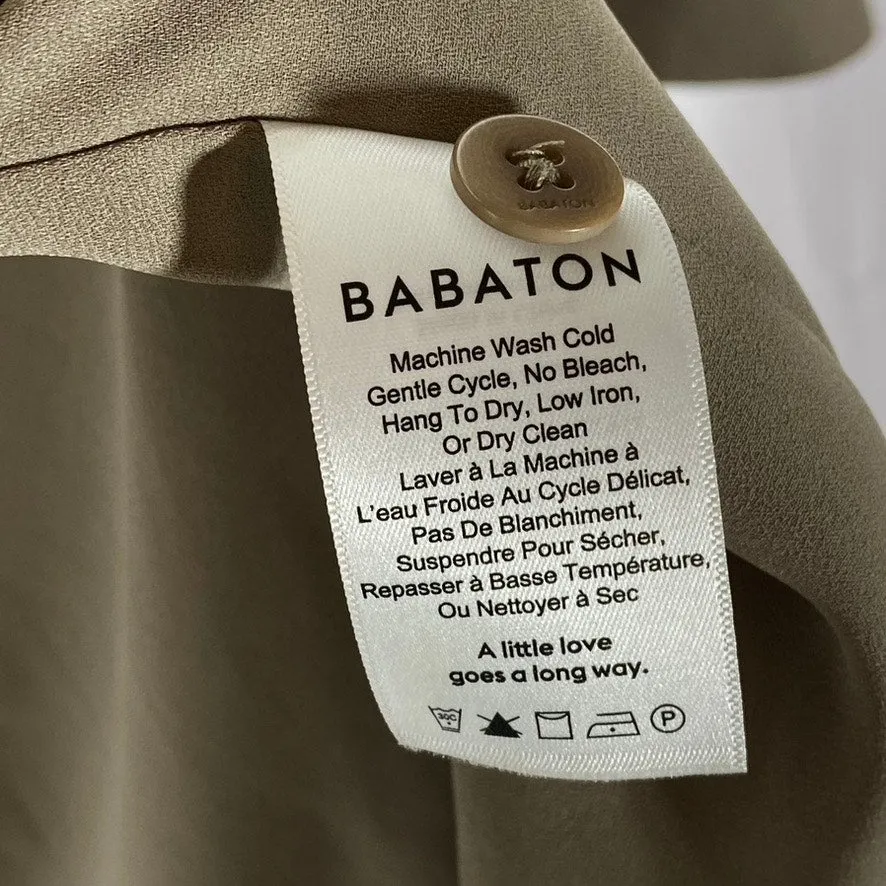 BABATON
BABATON
Machine Wash Cold
Gentle Cycle, No Bleach,
Hang To Dry, Low Iron,
Or Dry Clean
Laver à La Machine à
L'eau Froide Au Cycle Délicat,
Pas De Blanchiment,
Suspendre Pour Sécher,
Repasser à Basse Température,
Ou Nettoyer à Sec
A little love
goes a long way.
30C P